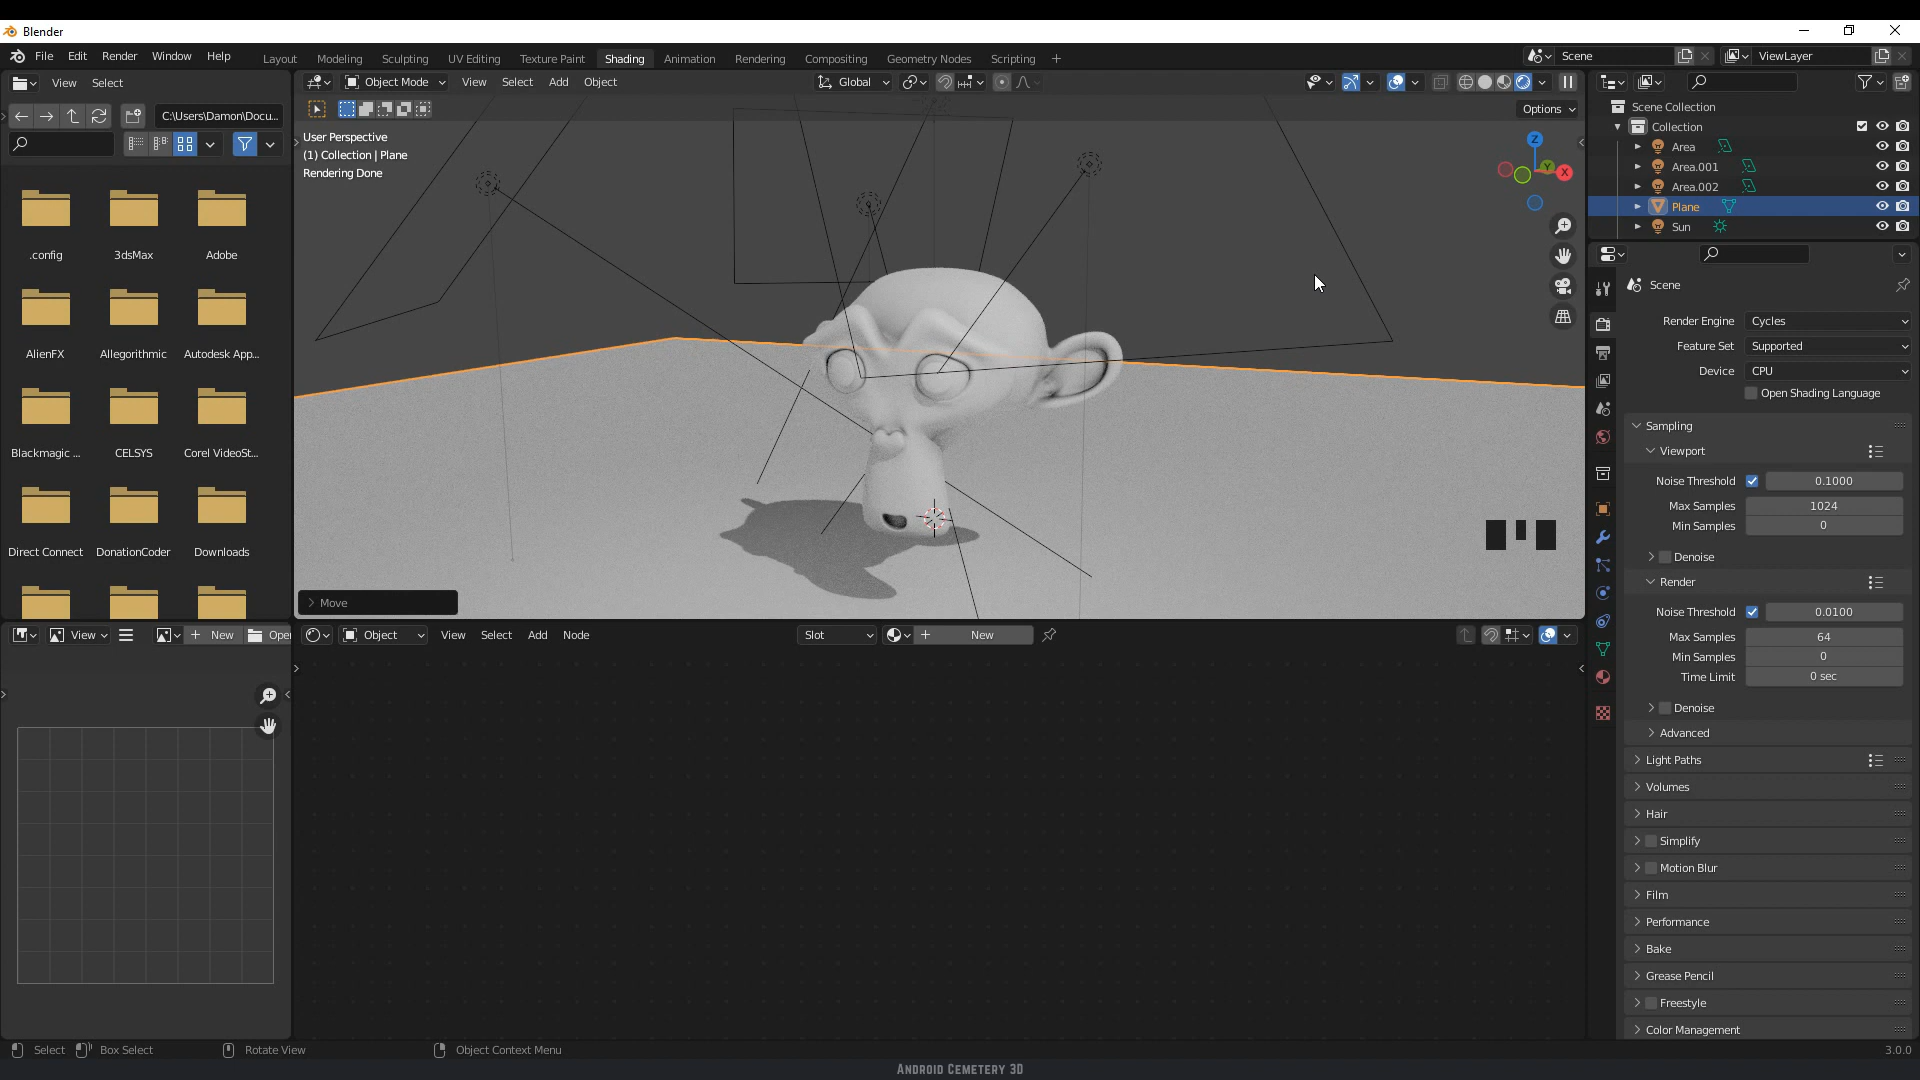 Blender
File Edit Render Window Help
Layout Modeling Sculpting UV Editing Texture Paint Shading Animation Rendering Compositing Geometry Nodes Scripting +
Scene
ViewLayer
View Select
Object Mode View Select Add Object
Global
C:\Users\Damon\Docu...
Options
User Perspective
(1) Collection | Plane
Rendering Done
Z
Y
X
.config 3dsMax Adobe
AlienFX Allegorithmic Autodesk App...
Blackmagic ... CELSYS Corel VideoSt...
Direct Connect DonationCoder Downloads
Move
View New Open
Object View Select Add Node
Slot
New
Scene Collection
Collection
Area
Area.001
Area.002
Plane
Sun
Scene
Render Engine Cycles
Feature Set Supported
Device CPU
Open Shading Language
Sampling
Viewport
Noise Threshold 0.1000
Max Samples 1024
Min Samples 0
Denoise
Render
Noise Threshold 0.0100
Max Samples 64
Min Samples 0
Time Limit 0 sec
Denoise
Advanced
Light Paths
Volumes
Hair
Simplify
Motion Blur
Film
Performance
Bake
Grease Pencil
Freestyle
Color Management
Select Box Select Rotate View Object Context Menu
3.0.0
Android Cemetery 3D